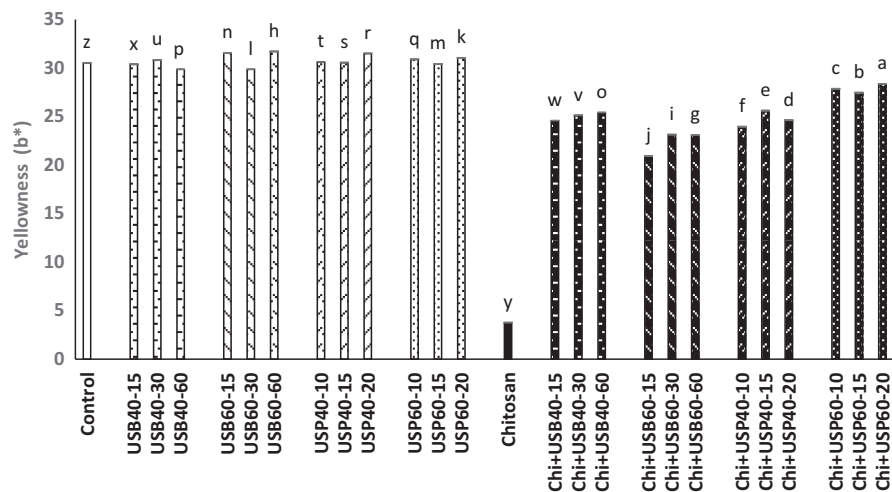 Yellowness (b*)
35
30
25
20
15
10
5
0
z
x
u
p
n
l
h
t
s
r
q
m
k
y
w
v
o
j
i
g
f
e
d
c
b
a
Control
USB40-15
USB40-30
USB40-60
USB60-15
USB60-30
USB60-60
USP40-10
USP40-15
USP40-20
USP60-10
USP60-15
USP60-20
Chitosan
Chi+USB40-15
Chi+USB40-30
Chi+USB40-60
Chi+USB60-15
Chi+USB60-30
Chi+USB60-60
Chi+USP40-10
Chi+USP40-15
Chi+USP40-20
Chi+USP60-10
Chi+USP60-15
Chi+USP60-20